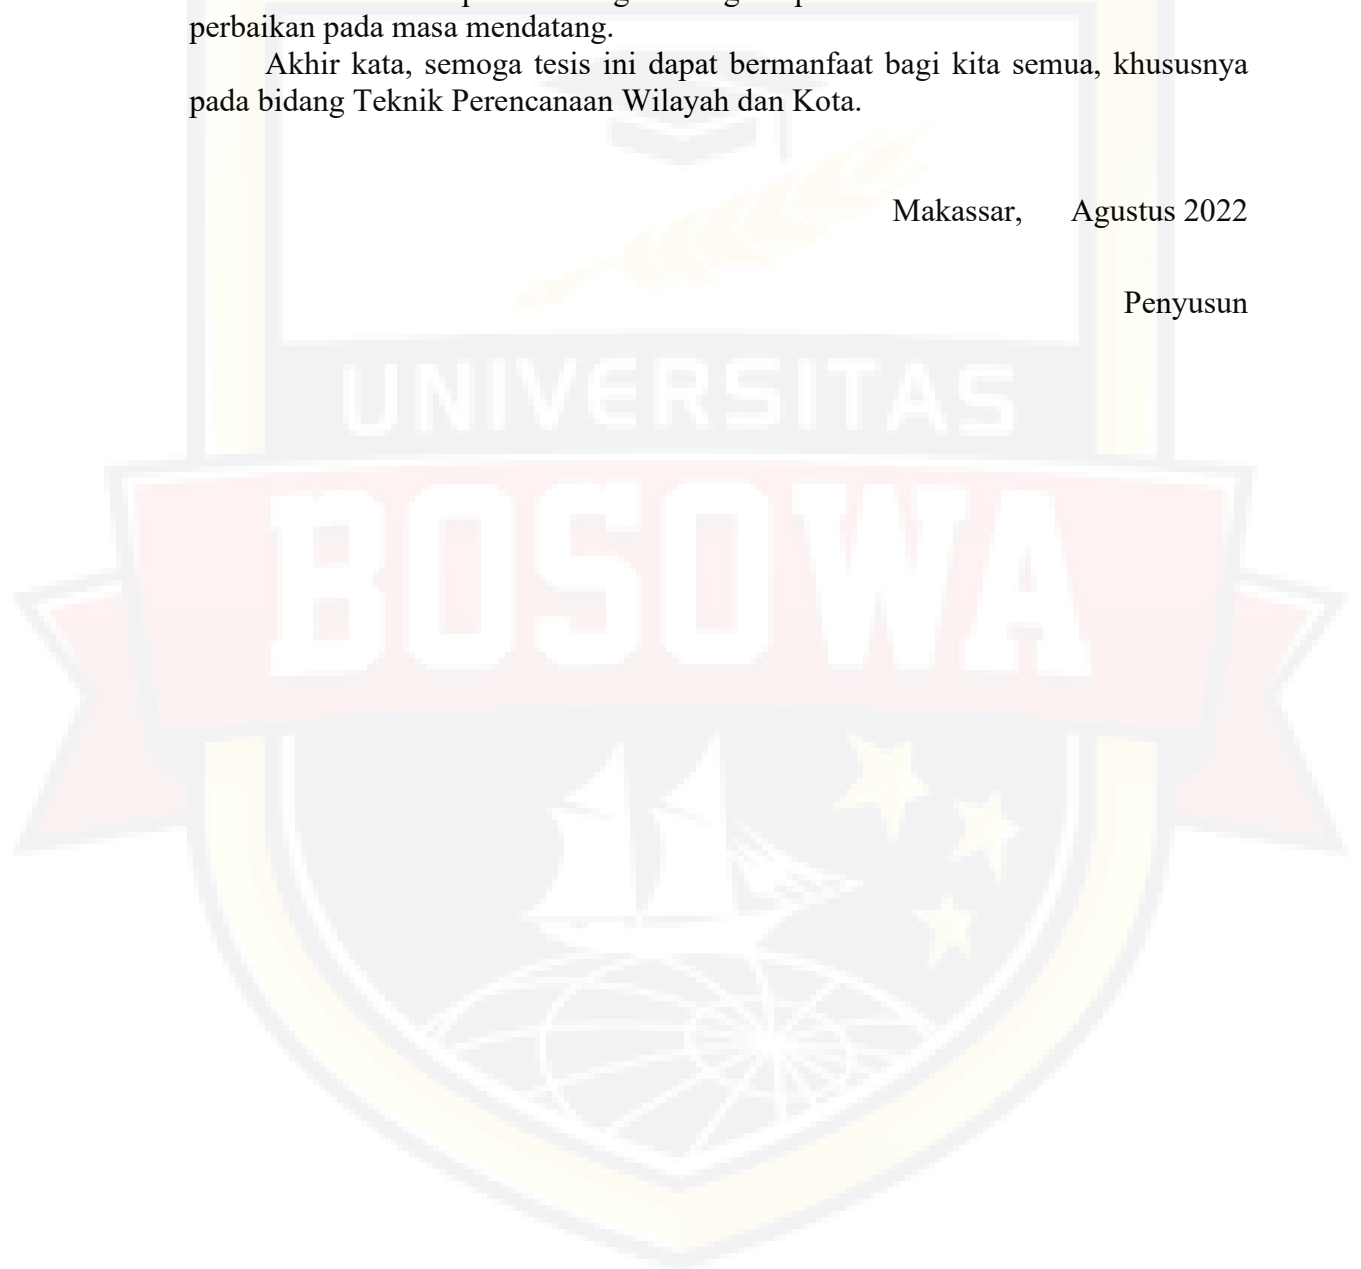 perbaikan pada masa mendatang.
Akhir kata, semoga tesis ini dapat bermanfaat bagi kita semua, khususnya
pada bidang Teknik Perencanaan Wilayah dan Kota.
Makassar, Agustus 2022
Penyusun
UNIVERSITAS
BOSOWA